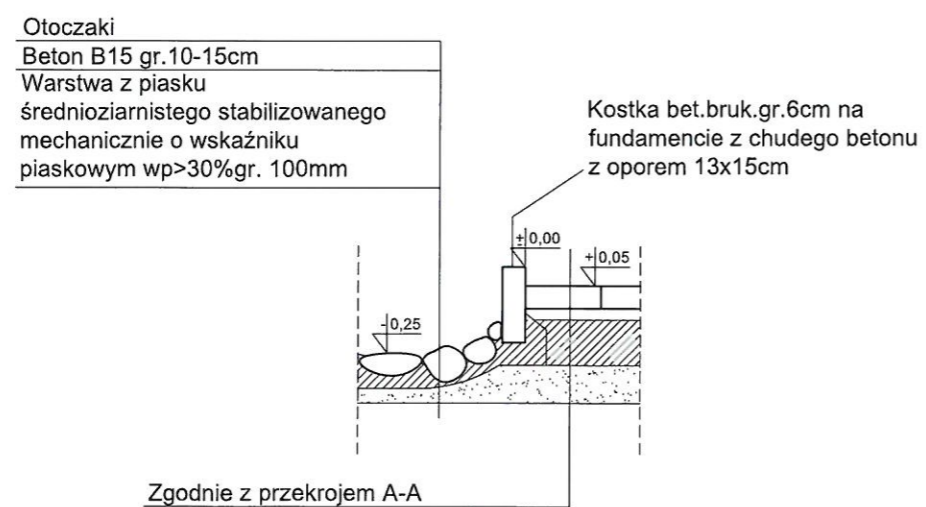 Otoczaki
Beton B15 gr.10-15cm
Warstwa z piasku
średnioziarnistego stabilizowanego
mechanicznie o wskaźniku
piaskowym wp>30%gr. 100mm
Kostka bet.bruk.gr.6cm na
fundamencie z chudego betonu
z oporem 13x15cm
± 0,00
+ 0,05
- 0,25
Zgodnie z przekrojem A-A